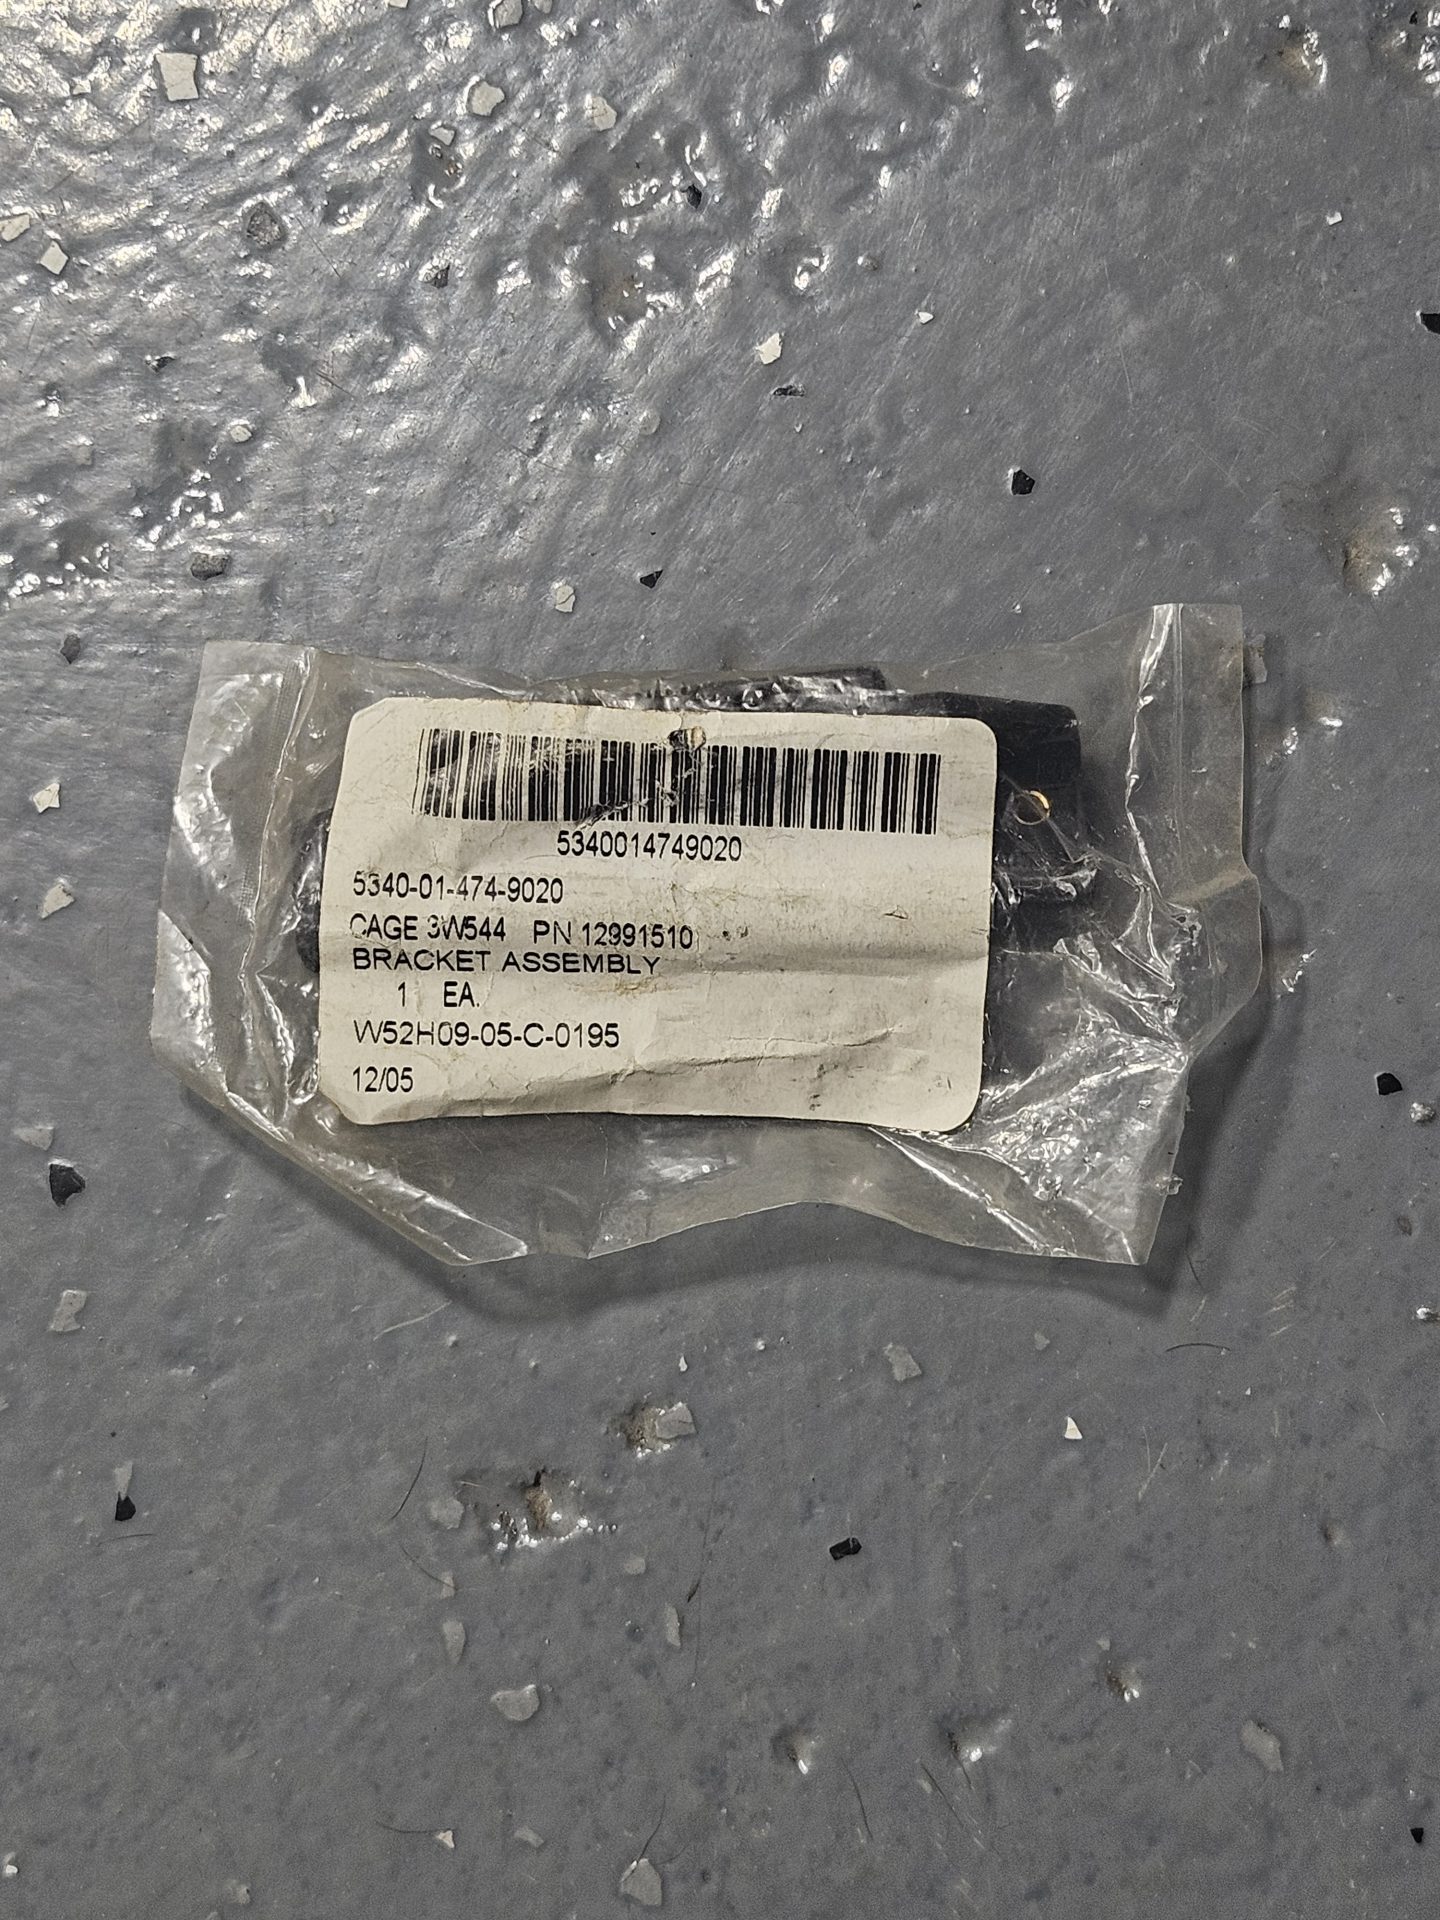 5340014749020
5340-01-474-9020
CAGE 3W544 PN 12991510
BRACKET ASSEMBLY
1 EA.
W52H09-05-C-0195
12/05